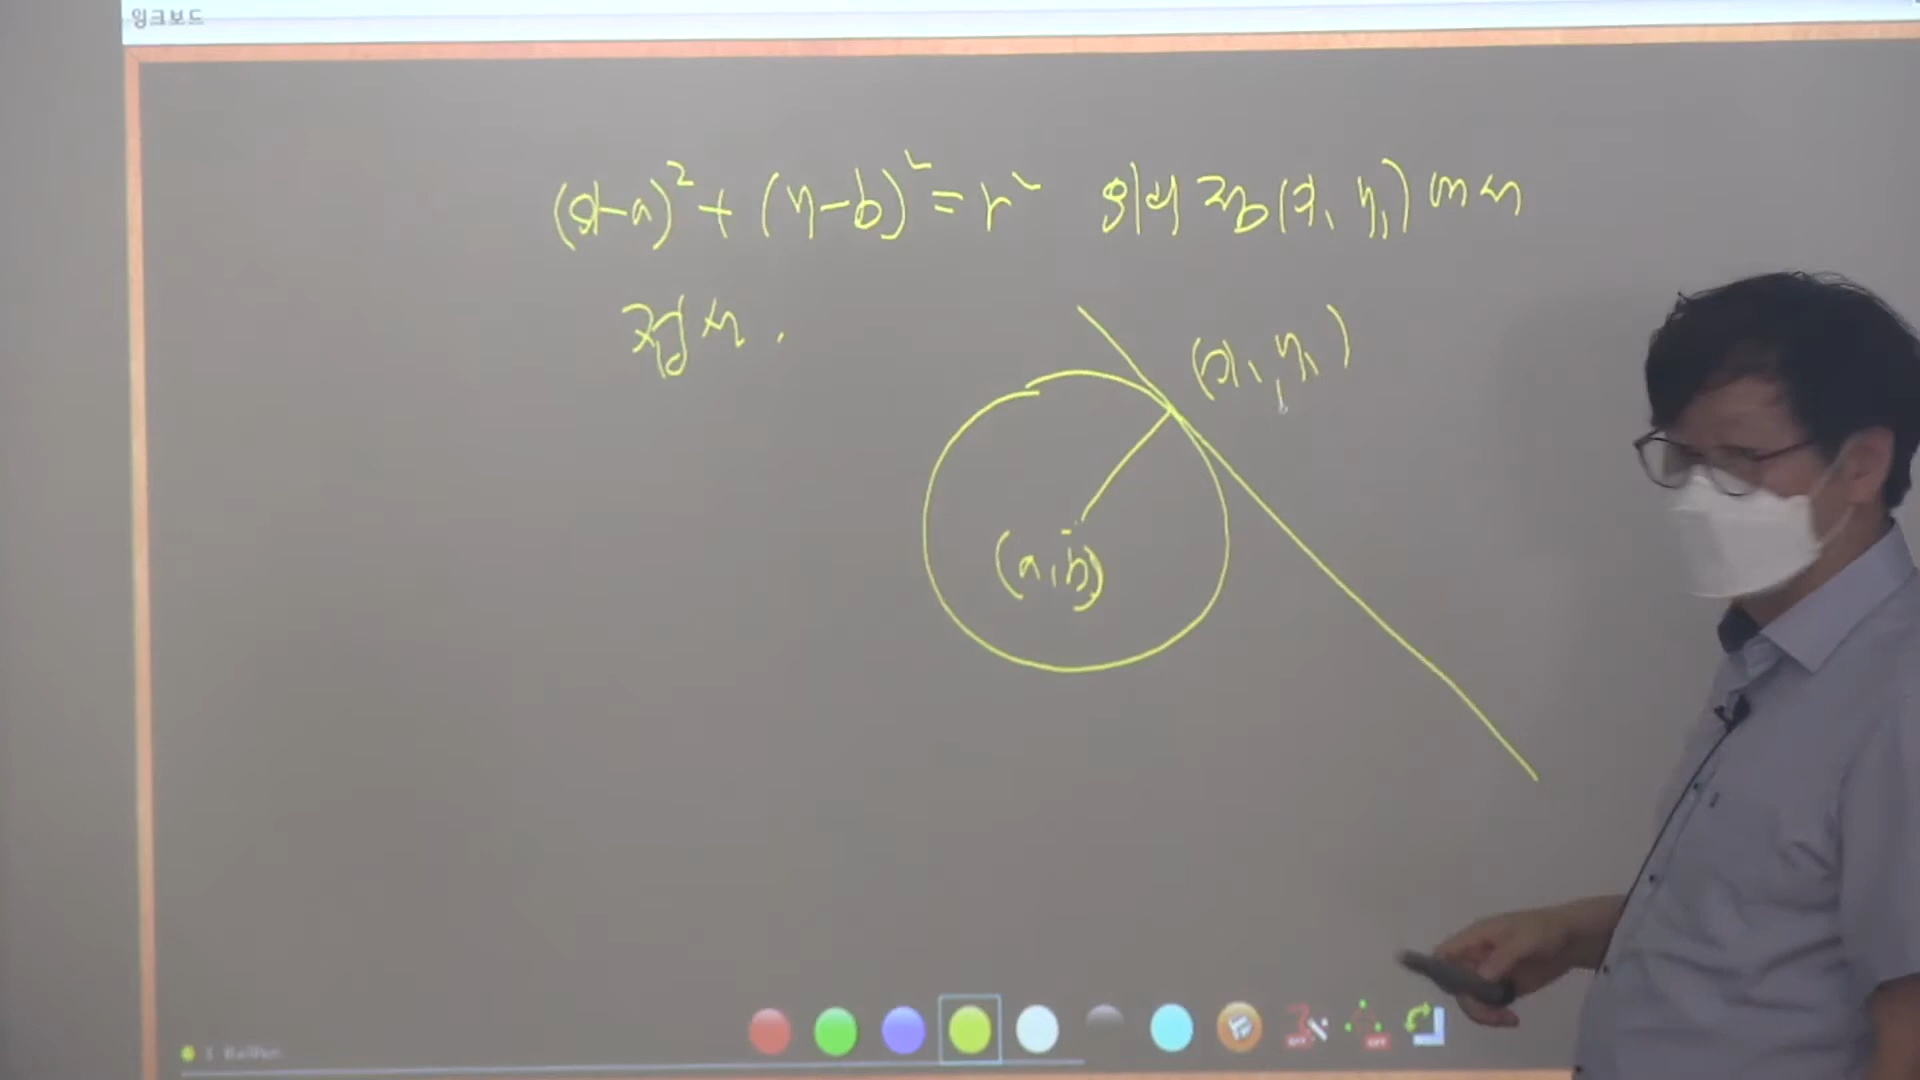 잉크보드
(x-a)² + (y-b)² = r² 위의 점 (x₁, y₁) 에서
접선.
(x₁, y₁)
(a, b)